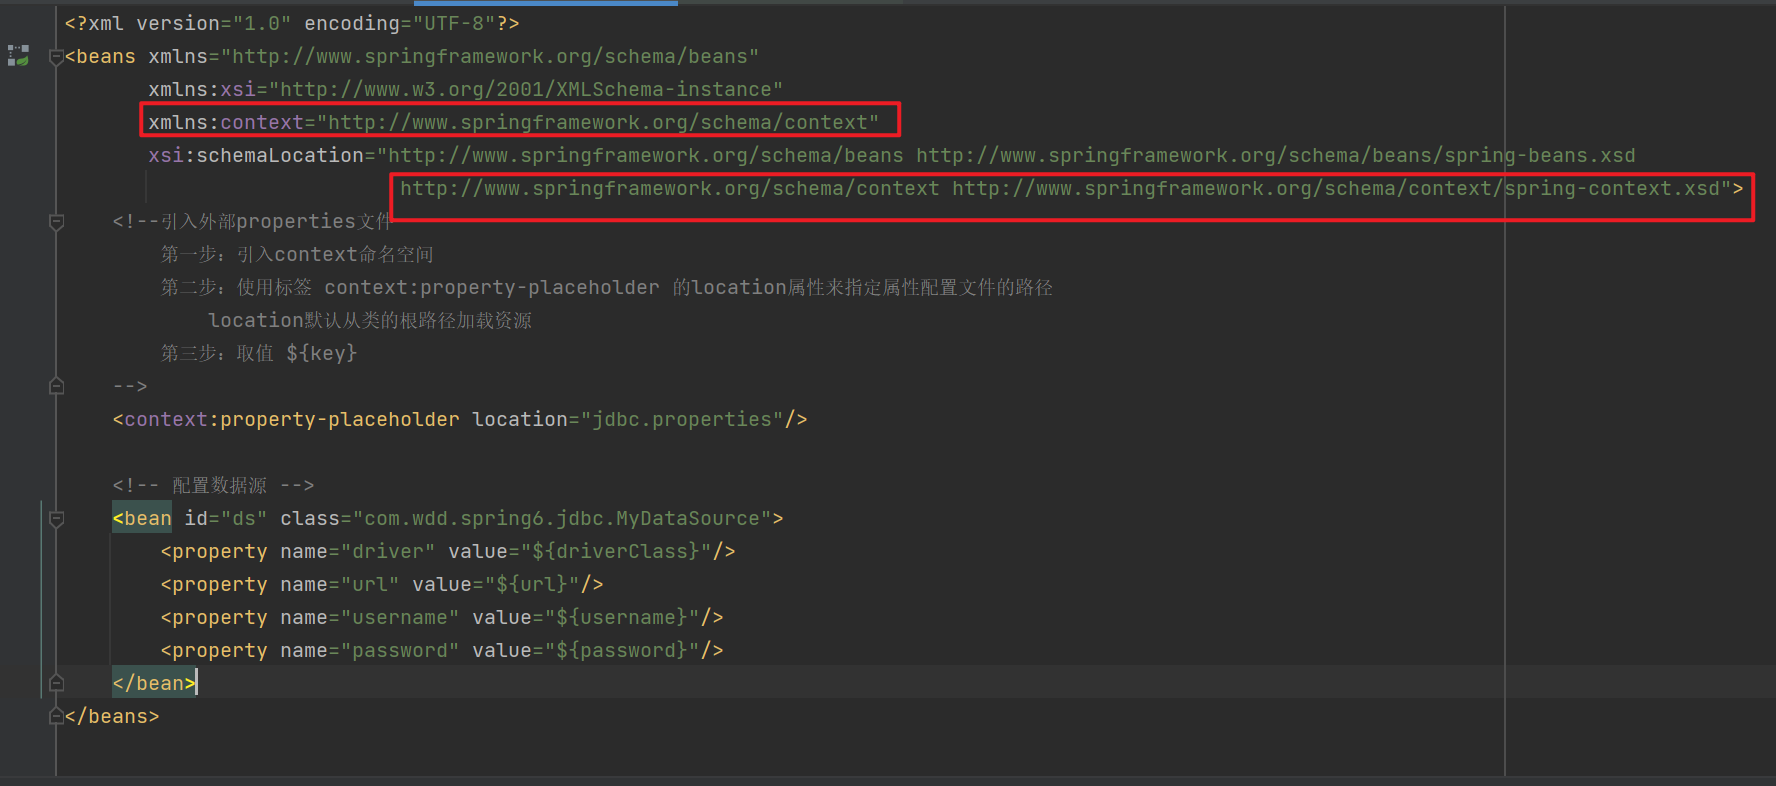 <?xml version="1.0" encoding="UTF-8"?>
<beans xmlns="http://www.springframework.org/schema/beans"
xmlns:xsi="http://www.w3.org/2001/XMLSchema-instance"
xmlns:context="http://www.springframework.org/schema/context"
xsi:schemaLocation="http://www.springframework.org/schema/beans http://www.springframework.org/schema/beans/spring-beans.xsd
http://www.springframework.org/schema/context http://www.springframework.org/schema/context/spring-context.xsd">
<!--引入外部properties文件
第一步：引入context命名空间
第二步：使用标签 context:property-placeholder 的location属性来指定属性配置文件的路径
location默认从类的根路径加载资源
第三步：取值 ${key}
-->
<context:property-placeholder location="jdbc.properties"/>
<!-- 配置数据源 -->
<bean id="ds" class="com.wdd.spring6.jdbc.MyDataSource">
<property name="driver" value="${driverClass}"/>
<property name="url" value="${url}"/>
<property name="username" value="${username}"/>
<property name="password" value="${password}"/>
</bean>
</beans>